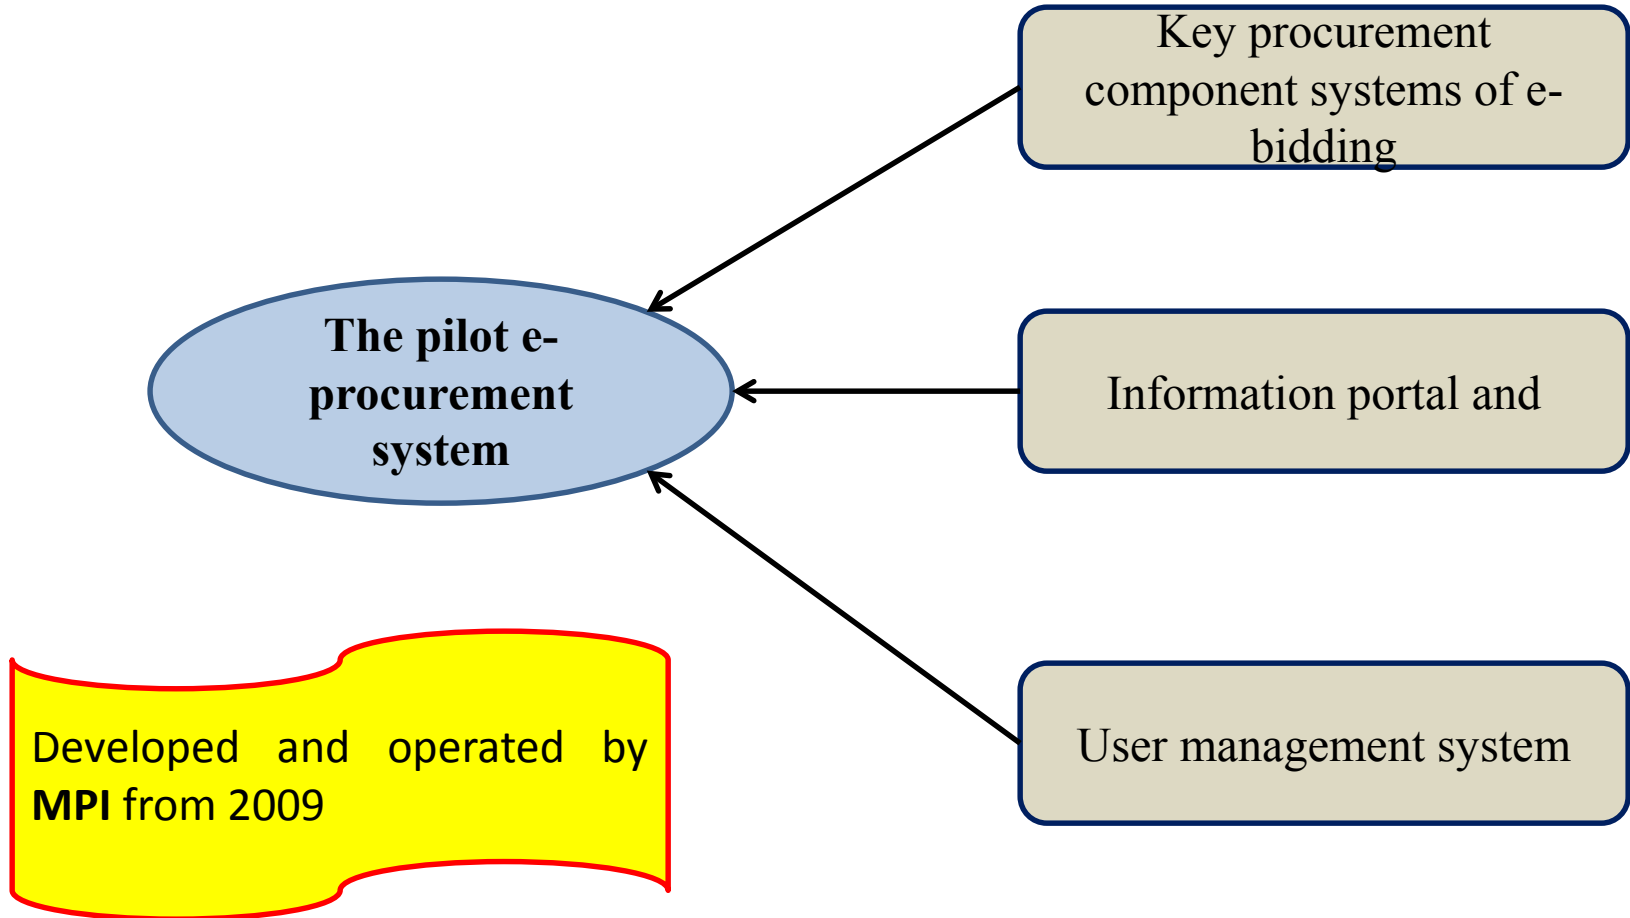 Key procurement
component systems of e-
bidding
The pilot e-
procurement
system
Information portal and
User management system
Developed and operated by
MPI from 2009